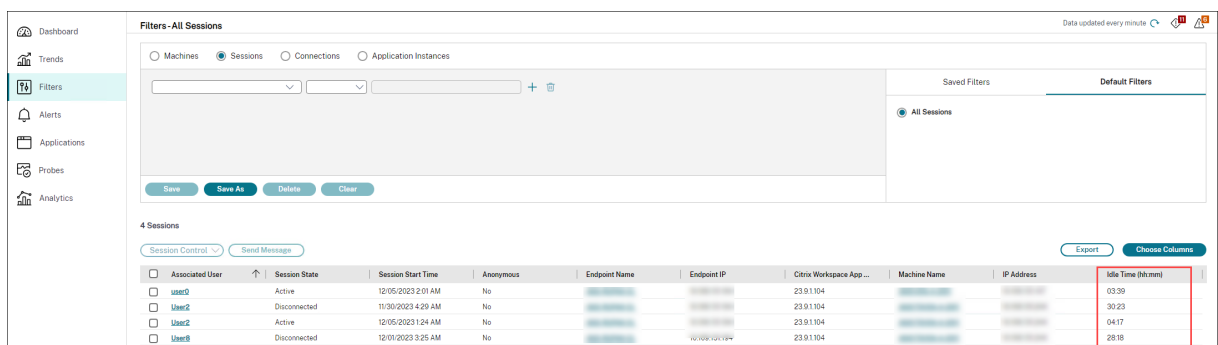 Dashboard
Trends
Filters
Alerts
Applications
Probes
Analytics
Filters - All Sessions
Data updated every minute
11
6
Machines Sessions Connections Application Instances
Saved Filters Default Filters
All Sessions
Save Save As Delete Clear
4 Sessions
Session Control Send Message Export Choose Columns
Associated User Session State Session Start Time Anonymous Endpoint Name Endpoint IP Citrix Workspace App ... Machine Name IP Address Idle Time (hh:mm)
user0 Active 12/05/2023 2:01 AM No 23.9.1.104 03:39
User2 Disconnected 11/30/2023 4:29 AM No 23.9.1.104 30:23
User2 Active 12/05/2023 1:24 AM No 23.9.1.104 04:17
User8 Disconnected 12/01/2023 3:25 AM No 23.9.1.104 28:18